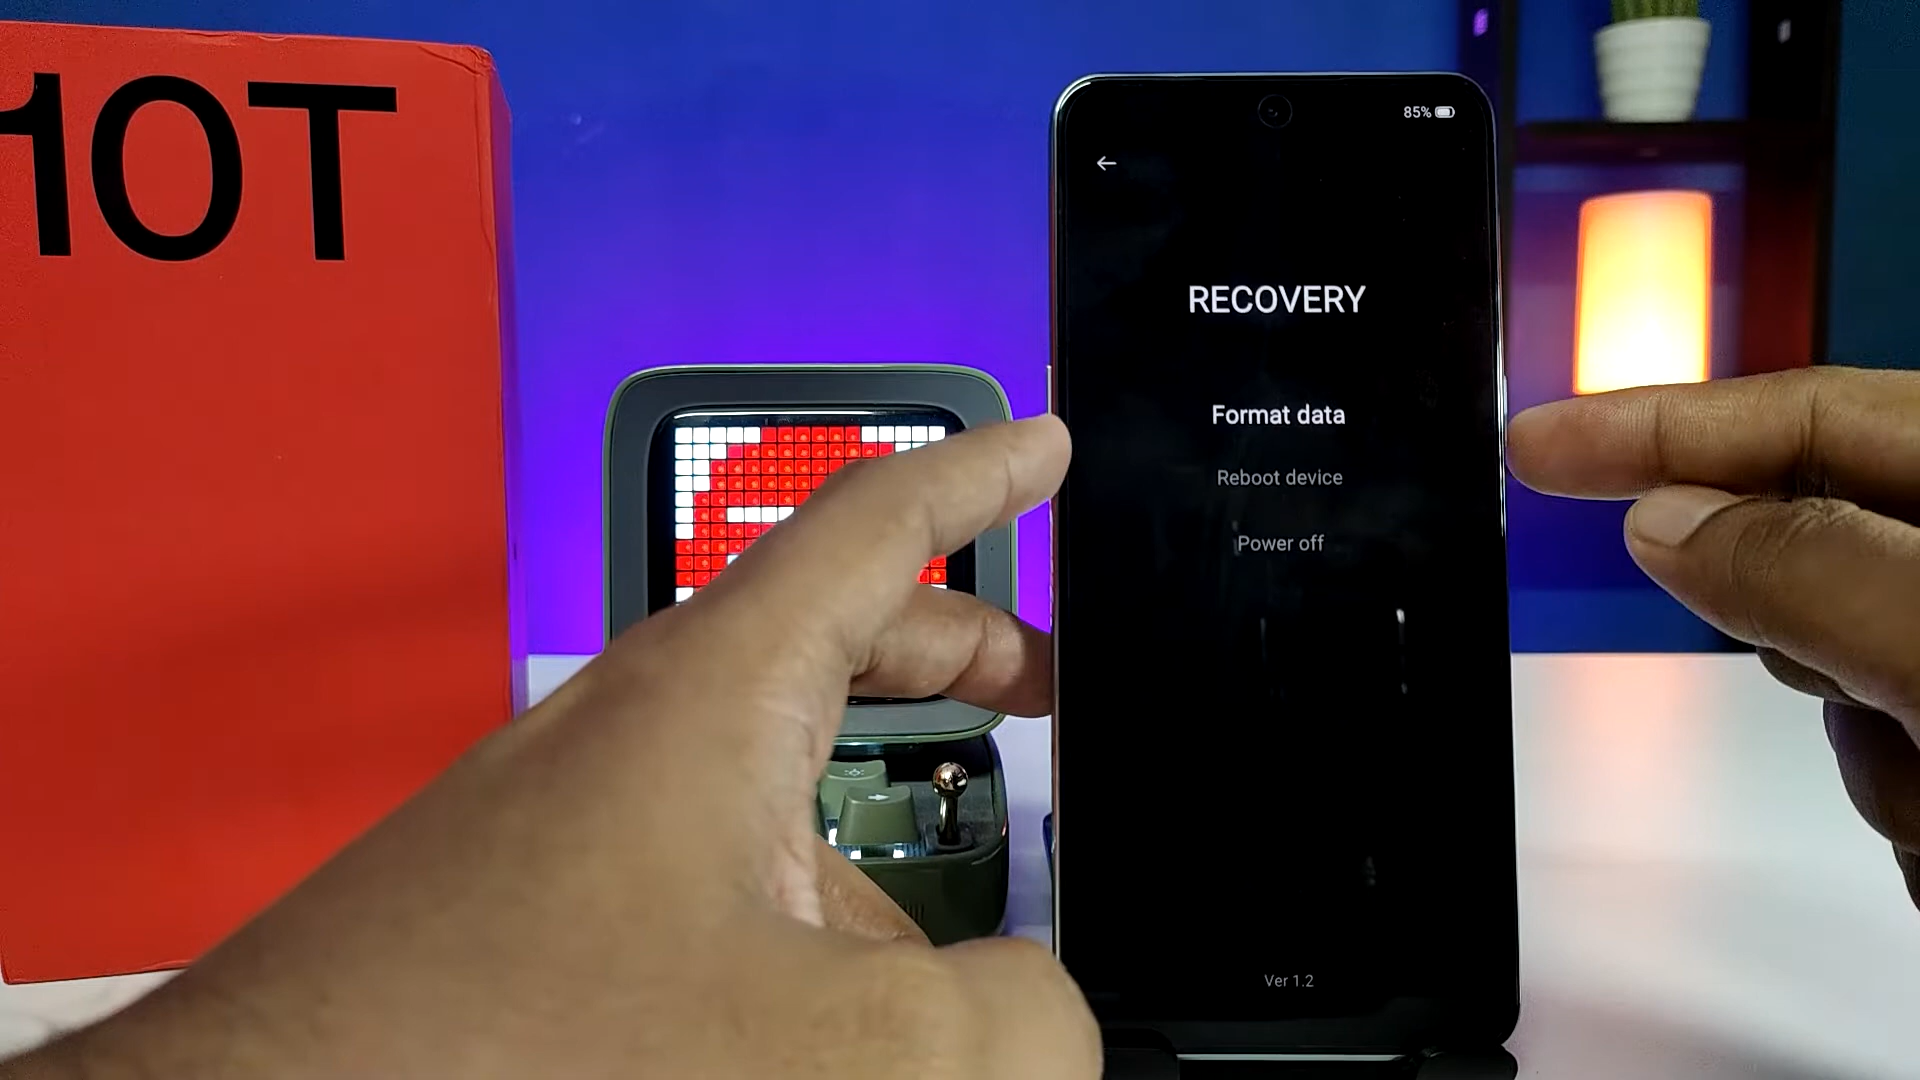 10T
85%
RECOVERY
Format data
Reboot device
Power off
Ver 1.2